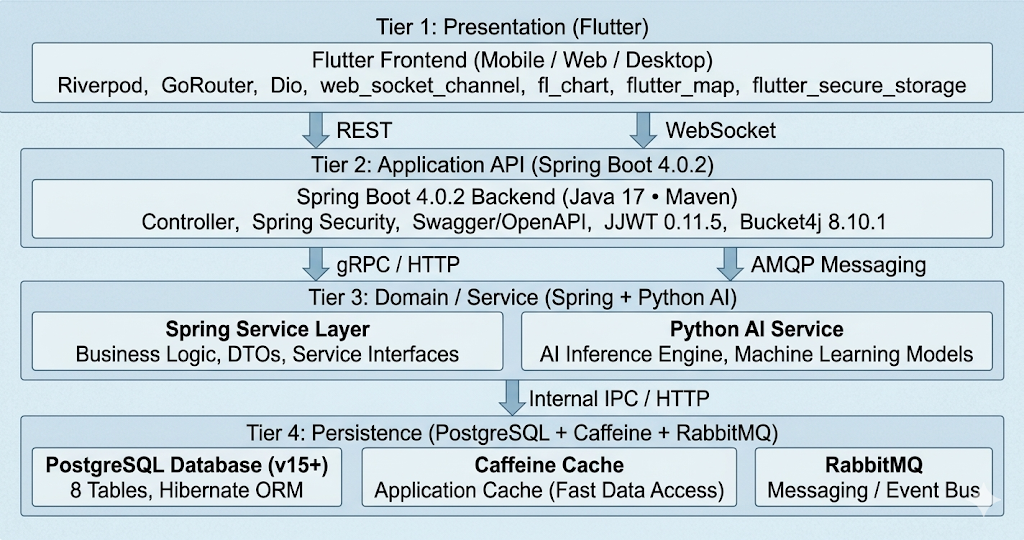 Tier 1: Presentation (Flutter)
Flutter Frontend (Mobile / Web / Desktop)
Riverpod, GoRouter, Dio, web_socket_channel, fl_chart, flutter_map, flutter_secure_storage
REST
WebSocket
Tier 2: Application API (Spring Boot 4.0.2)
Spring Boot 4.0.2 Backend (Java 17 • Maven)
Controller, Spring Security, Swagger/OpenAPI, JJWT 0.11.5, Bucket4j 8.10.1
gRPC / HTTP
AMQP Messaging
Tier 3: Domain / Service (Spring + Python AI)
Spring Service Layer
Business Logic, DTOs, Service Interfaces
Python AI Service
AI Inference Engine, Machine Learning Models
Internal IPC / HTTP
Tier 4: Persistence (PostgreSQL + Caffeine + RabbitMQ)
PostgreSQL Database (v15+)
8 Tables, Hibernate ORM
Caffeine Cache
Application Cache (Fast Data Access)
RabbitMQ
Messaging / Event Bus